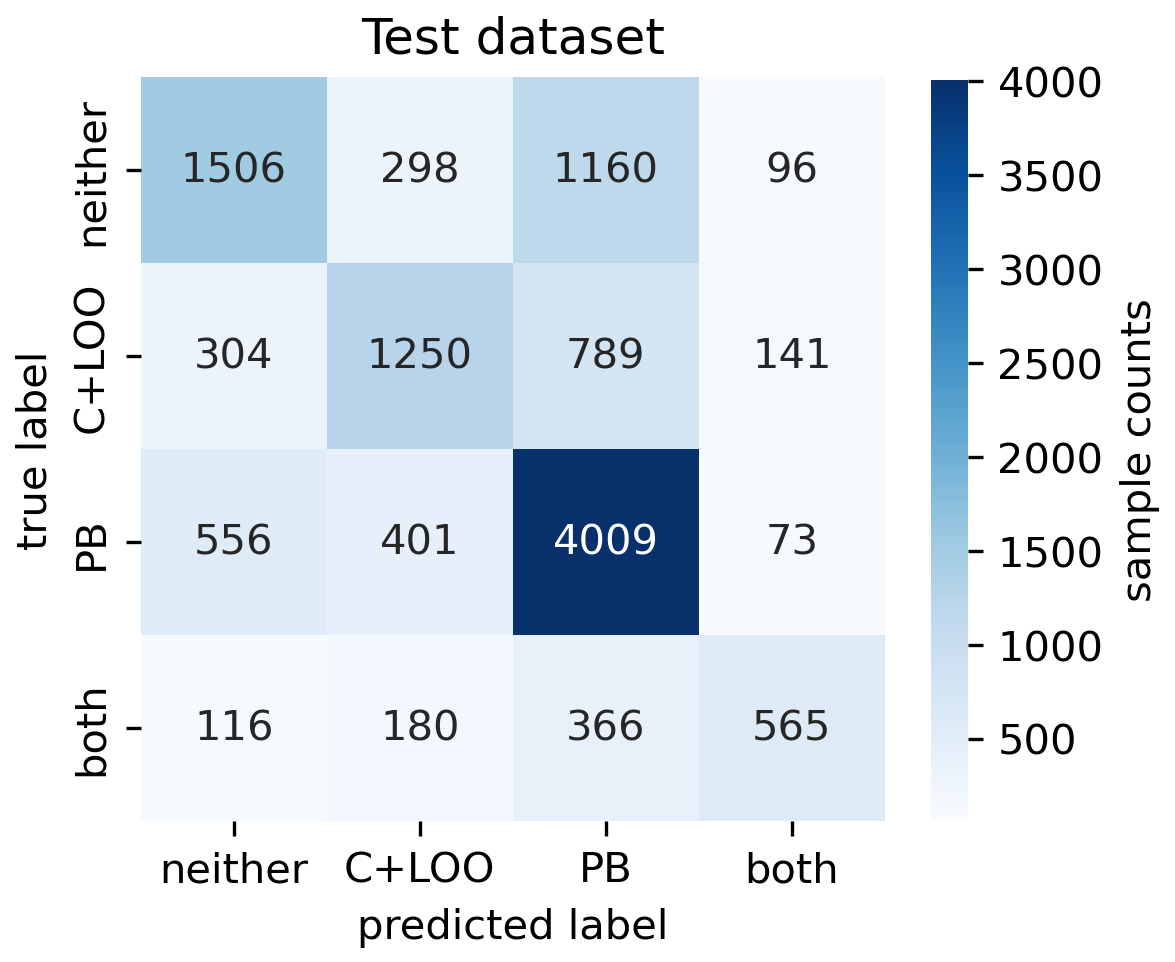 Test dataset
true label
neither
1506 298 1160 96
C+LOO
304 1250 789 141
PB
556 401 4009 73
both
116 180 366 565
neither C+LOO PB both
predicted label
4000
3500
3000
2500
2000
1500
1000
500
sample counts